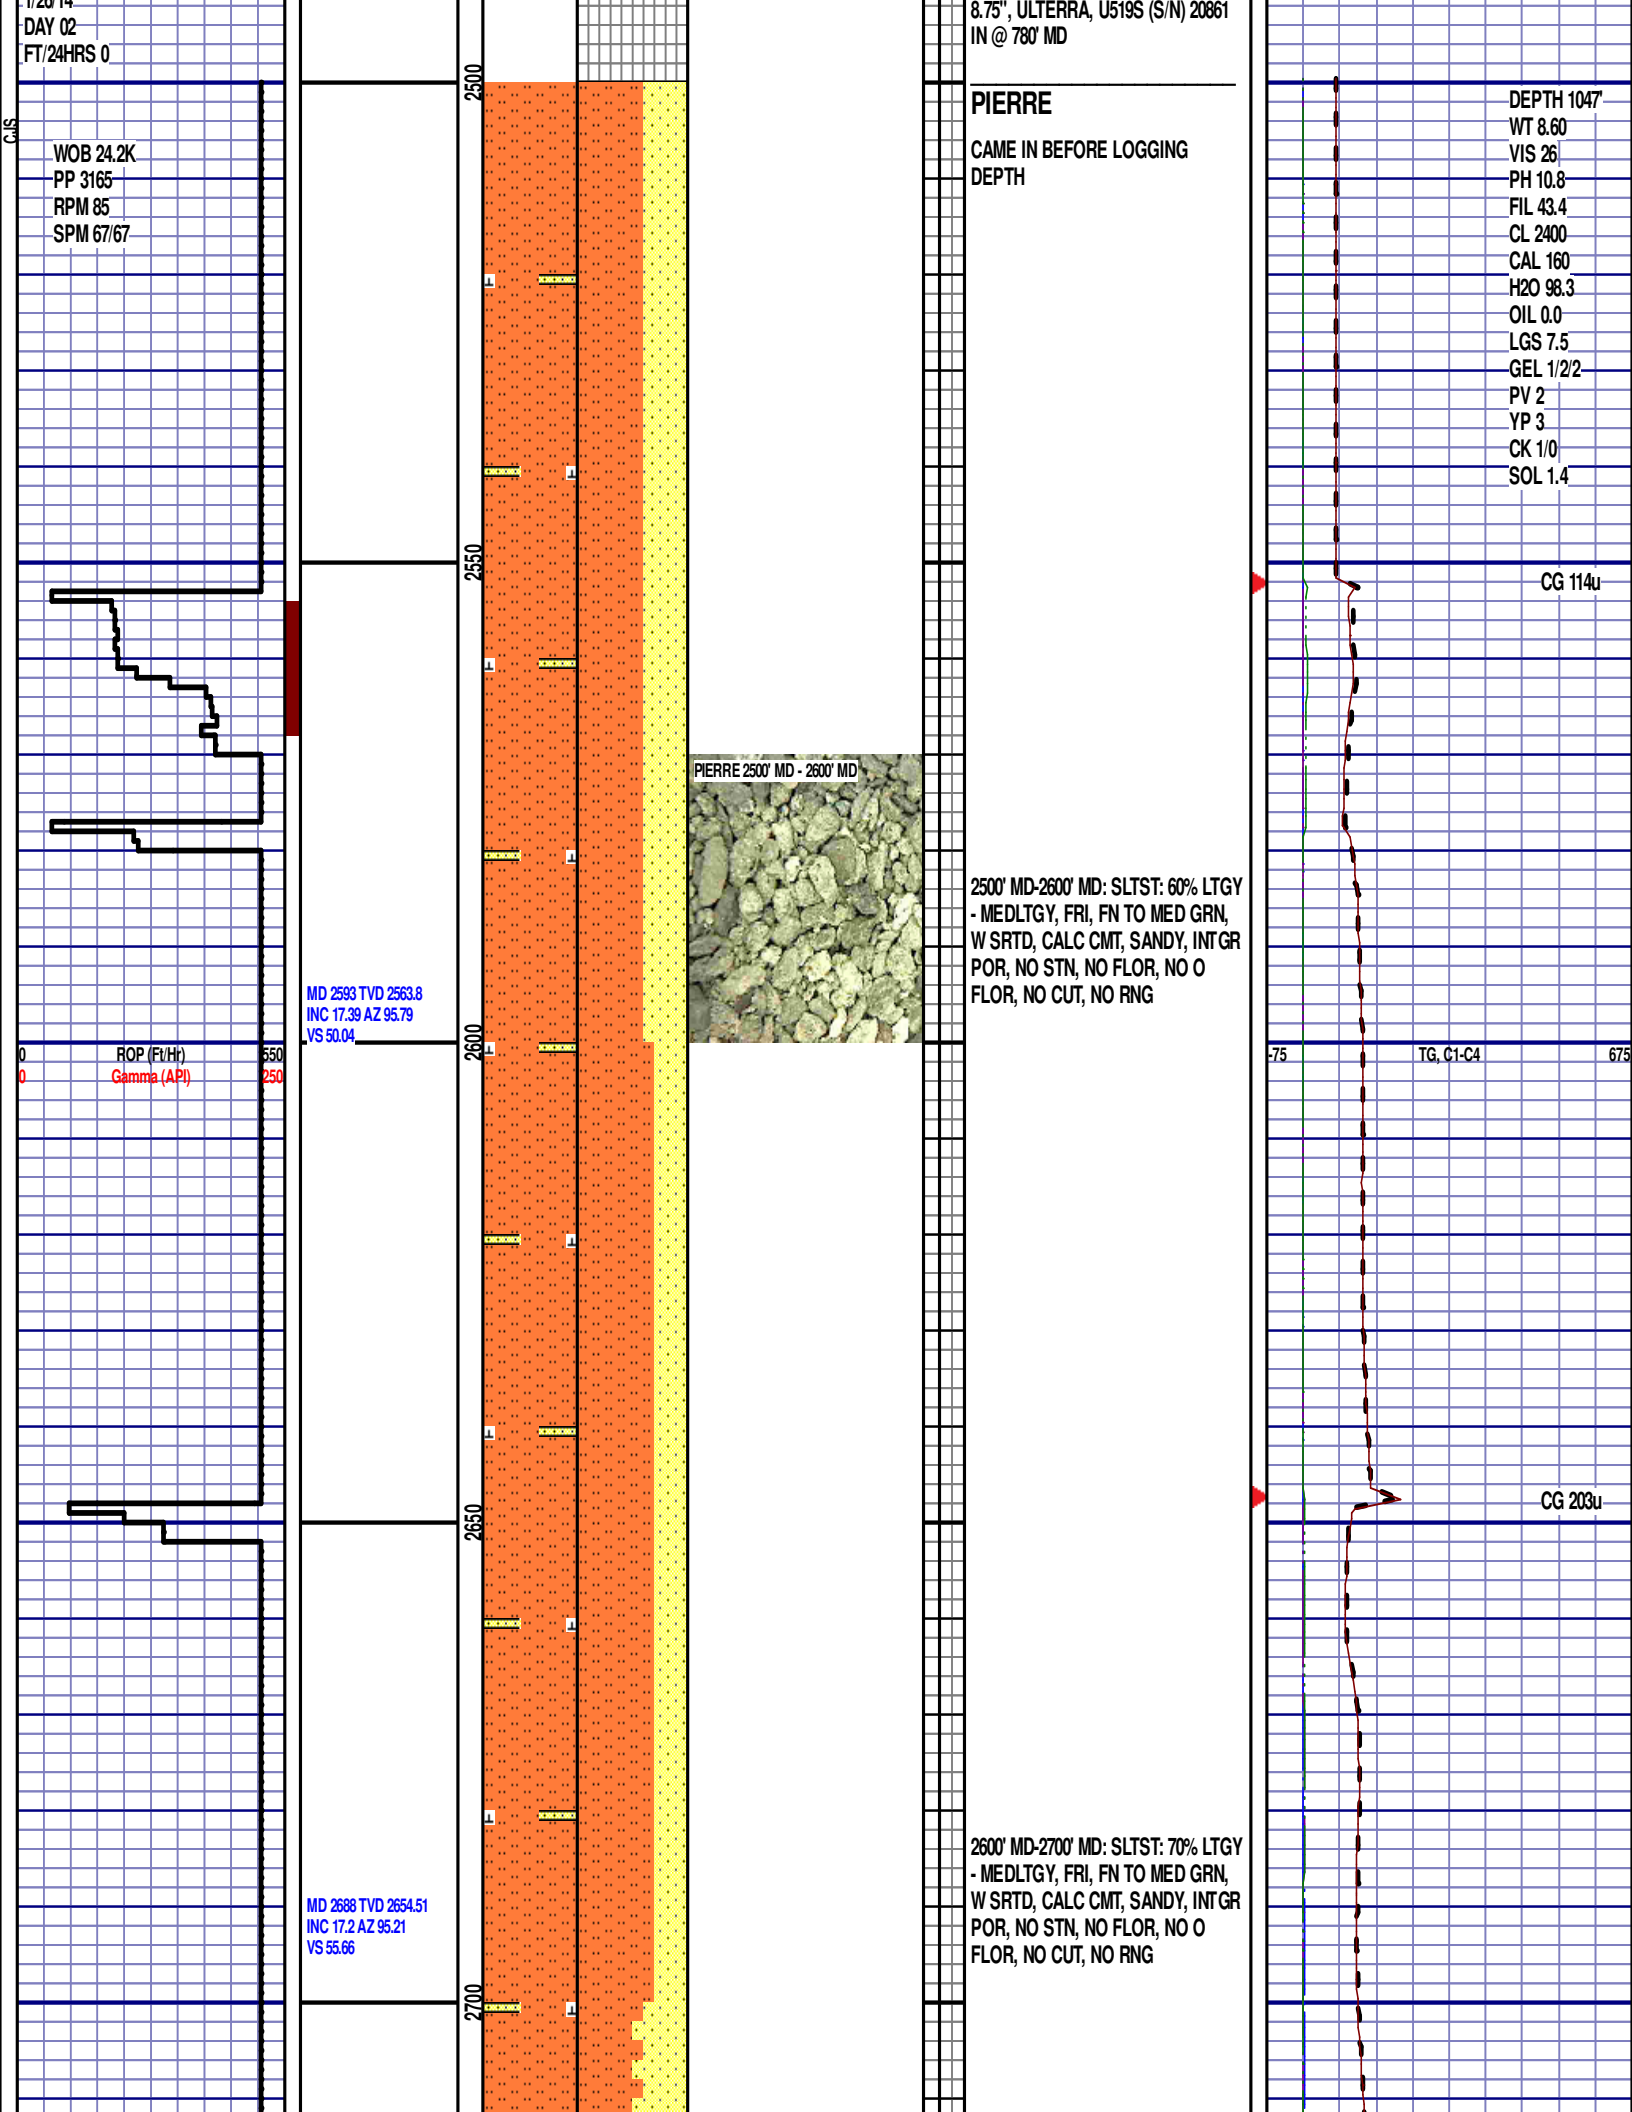 DAY 02
FT/24HRS 0
CJS
WOB 24.2K
PP 3165
RPM 85
SPM 67/67
2500
2550
2600
2650
2700
MD 2593 TVD 2563.8
INC 17.39 AZ 95.79
VS 50.04
0 ROP (Ft/Hr) 550
0 Gamma (API) 250
MD 2688 TVD 2654.51
INC 17.2 AZ 95.21
VS 55.66
PIERRE 2500' MD - 2600' MD
8.75", ULTERRA, U519S (S/N) 20861
IN @ 780' MD
PIERRE
CAME IN BEFORE LOGGING
DEPTH
2500' MD-2600' MD: SLTST: 60% LTGY
- MEDLTGY, FRI, FN TO MED GRN,
W SRTD, CALC CMT, SANDY, INTGR
POR, NO STN, NO FLOR, NO O
FLOR, NO CUT, NO RNG
2600' MD-2700' MD: SLTST: 70% LTGY
- MEDLTGY, FRI, FN TO MED GRN,
W SRTD, CALC CMT, SANDY, INTGR
POR, NO STN, NO FLOR, NO O
FLOR, NO CUT, NO RNG
DEPTH 1047'
WT 8.60
VIS 26
PH 10.8
FIL 43.4
CL 2400
CAL 160
H2O 98.3
OIL 0.0
LGS 7.5
GEL 1/2/2
PV 2
YP 3
CK 1/0
SOL 1.4
CG 114u
-75 TG, C1-C4 675
CG 203u